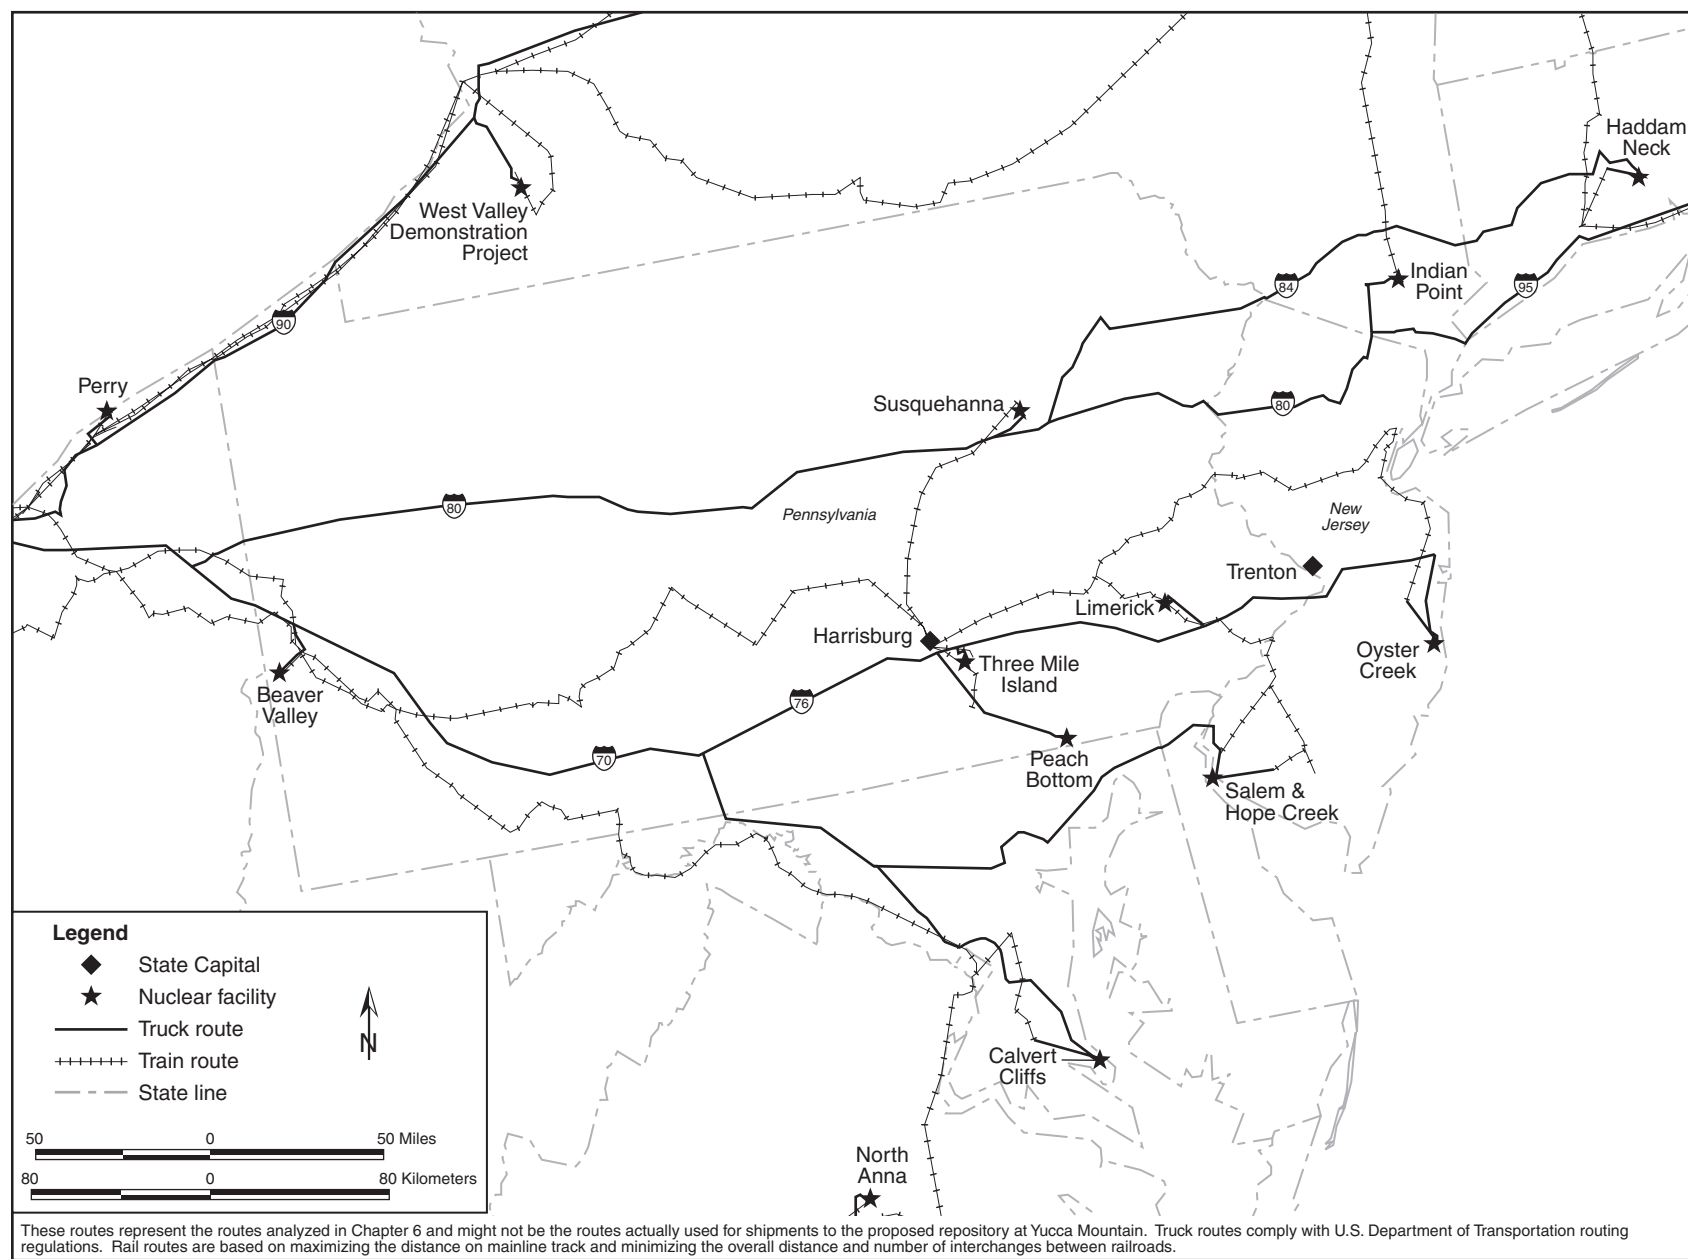 Haddam
Neck
West Valley
Demonstration
Project
Indian
Point
84
95
90
Perry
Susquehanna
80
80
Pennsylvania
New
Jersey
Trenton
Limerick
Harrisburg
Three Mile
Island
Oyster
Creek
Beaver
Valley
76
70
Peach
Bottom
Salem &
Hope Creek
Legend
State Capital
Nuclear facility
Truck route
Train route
State line
N
50 0 50 Miles
80 0 80 Kilometers
Calvert
Cliffs
North
Anna
These routes represent the routes analyzed in Chapter 6 and might not be the routes actually used for shipments to the proposed repository at Yucca Mountain. Truck routes comply with U.S. Department of Transportation routing
regulations. Rail routes are based on maximizing the distance on mainline track and minimizing the overall distance and number of interchanges between railroads.